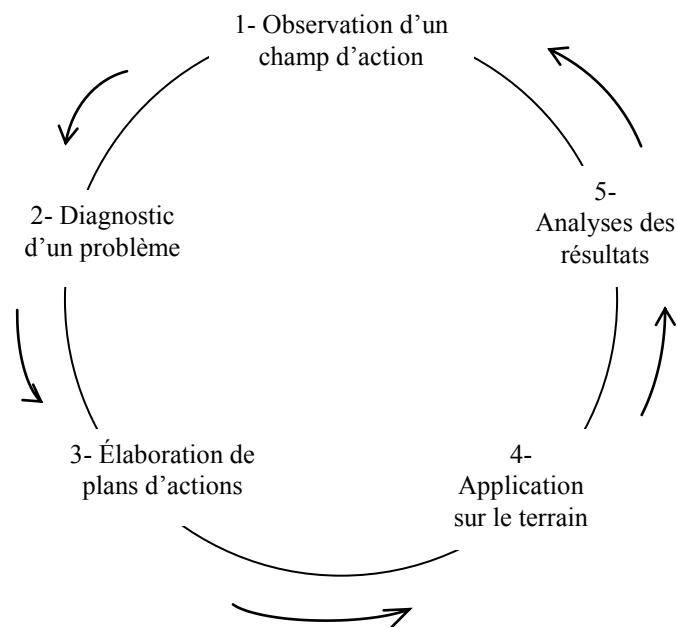 1- Observation d’un
champ d’action
2- Diagnostic
d’un problème
3- Élaboration de
plans d’actions
4-
Application
sur le terrain
5-
Analyses des
résultats